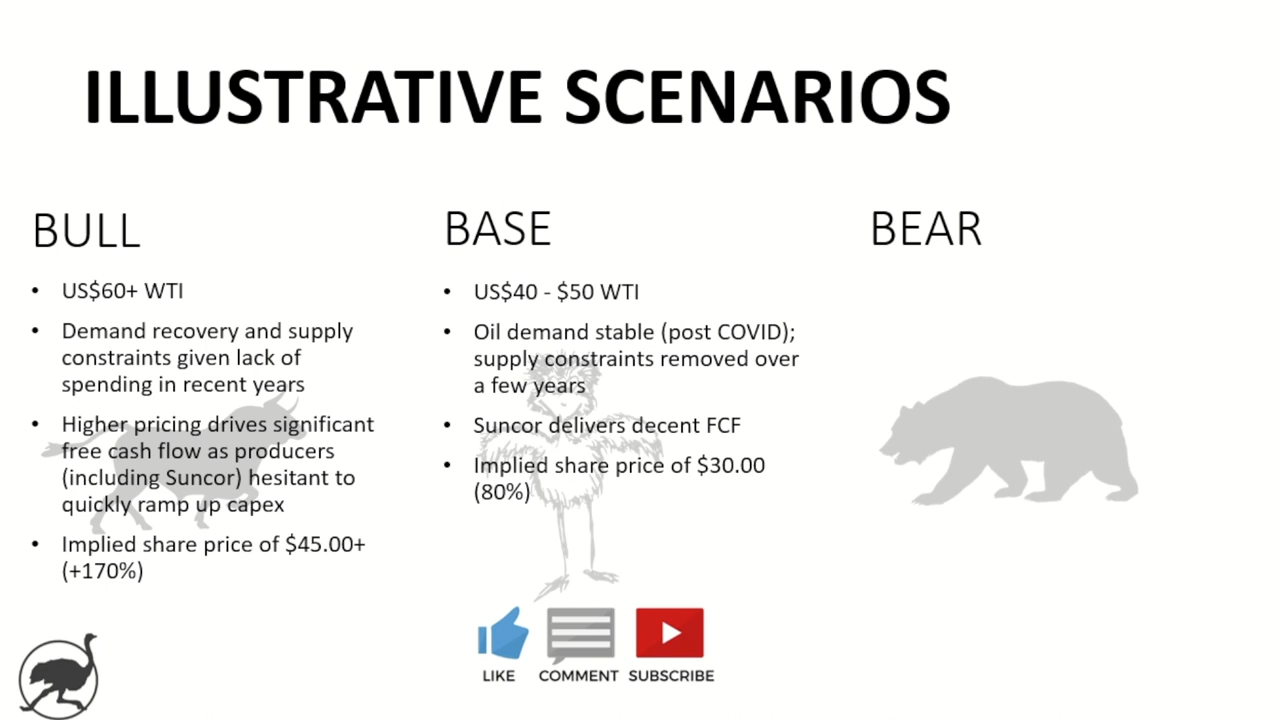 ILLUSTRATIVE SCENARIOS
BULL
• US$60+ WTI
• Demand recovery and supply
constraints given lack of
spending in recent years
• Higher pricing drives significant
free cash flow as producers
(including Suncor) hesitant to
quickly ramp up capex
• Implied share price of $45.00+
(+170%)
BASE
• US$40 - $50 WTI
• Oil demand stable (post COVID);
supply constraints removed over
a few years
• Suncor delivers decent FCF
• Implied share price of $30.00
(80%)
BEAR
LIKE
COMMENT
SUBSCRIBE